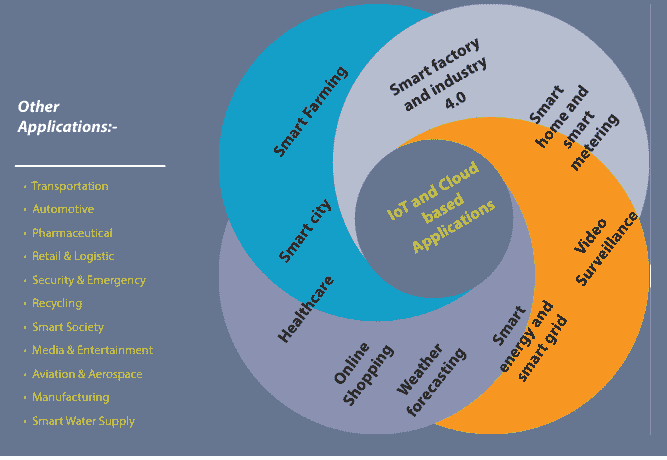 Other
Applications:-
• Transportation
• Automotive
• Pharmaceutical
• Retail & Logistic
• Security & Emergency
• Recycling
• Smart Society
• Media & Entertainment
• Aviation & Aerospace
• Manufacturing
• Smart Water Supply
Smart Farming
Smart factory
and industry
4.0
Smart
home and
smart
metering
IoT and Cloud
based
Applications
Smart city
Video
Surveillance
Healthcare
Online
Shopping
Weather
forecasting
Smart
energy and
smart grid